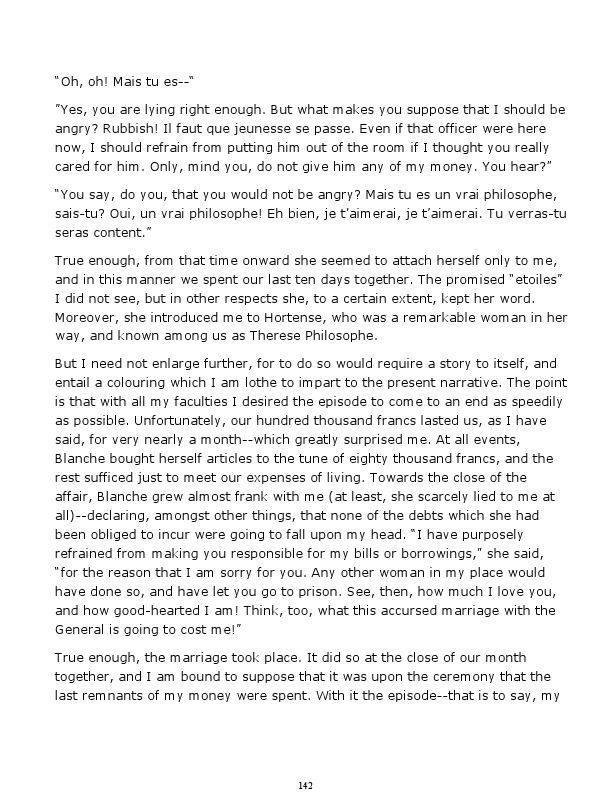 “Oh, oh! Mais tu es--“
”Yes, you are lying right enough. But what makes you suppose that I should be
angry? Rubbish! Il faut que jeunesse se passe. Even if that officer were here
now, I should refrain from putting him out of the room if I thought you really
cared for him. Only, mind you, do not give him any of my money. You hear?”
“You say, do you, that you would not be angry? Mais tu es un vrai philosophe,
sais-tu? Oui, un vrai philosophe! Eh bien, je t’aimerai, je t’aimerai. Tu verras-tu
seras content.”
True enough, from that time onward she seemed to attach herself only to me,
and in this manner we spent our last ten days together. The promised “etoiles”
I did not see, but in other respects she, to a certain extent, kept her word.
Moreover, she introduced me to Hortense, who was a remarkable woman in her
way, and known among us as Therese Philosophe.
But I need not enlarge further, for to do so would require a story to itself, and
entail a colouring which I am lothe to impart to the present narrative. The point
is that with all my faculties I desired the episode to come to an end as speedily
as possible. Unfortunately, our hundred thousand francs lasted us, as I have
said, for very nearly a month--which greatly surprised me. At all events,
Blanche bought herself articles to the tune of eighty thousand francs, and the
rest sufficed just to meet our expenses of living. Towards the close of the
affair, Blanche grew almost frank with me (at least, she scarcely lied to me at
all)--declaring, amongst other things, that none of the debts which she had
been obliged to incur were going to fall upon my head. “I have purposely
refrained from making you responsible for my bills or borrowings,” she said,
“for the reason that I am sorry for you. Any other woman in my place would
have done so, and have let you go to prison. See, then, how much I love you,
and how good-hearted I am! Think, too, what this accursed marriage with the
General is going to cost me!”
True enough, the marriage took place. It did so at the close of our month
together, and I am bound to suppose that it was upon the ceremony that the
last remnants of my money were spent. With it the episode--that is to say, my
142